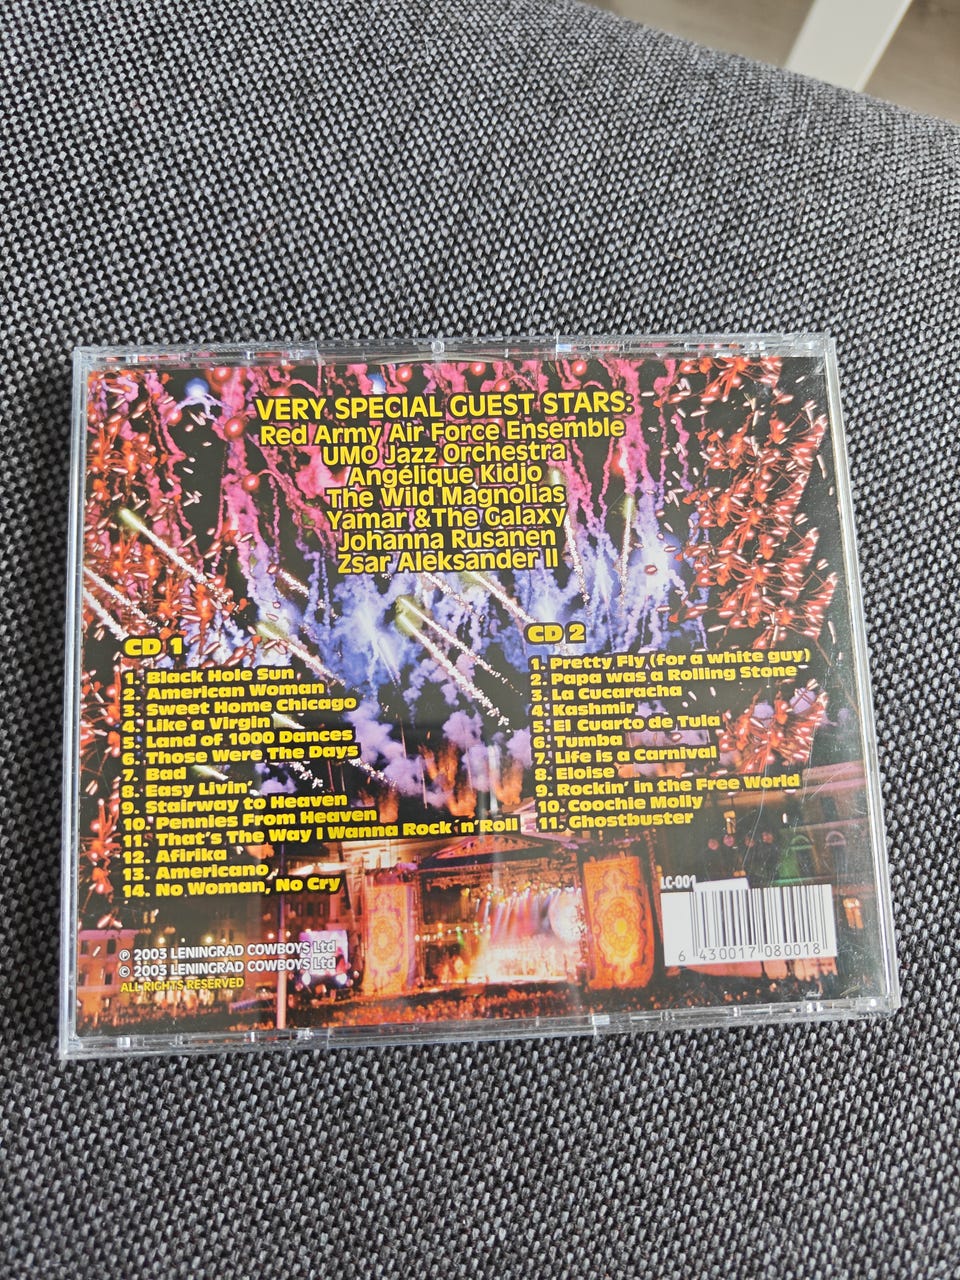 VERY SPECIAL GUEST STARS:
Red Army Air Force Ensemble
UMO Jazz Orchestra
Angélique Kidjo
The Wild Magnolias
Yamar &The Galaxy
Johanna Rusanen
Zsar Aleksander II
CD 1
1. Black Hole Sun
2. American Woman
3. Sweet Home Chicago
4. Like a Virgin
5. Land of 1000 Dances
6. Those Were The Days
7. Bad
8. Easy Livin'
9. Stairway to Heaven
10. Pennies From Heaven
11. That's The Way I Wanna Rock 'n'Roll
12. Afirika
13. Americano
14. No Woman, No Cry
CD 2
1. Pretty Fly (for a white guy)
2. Papa was a Rolling Stone
3. La Cucaracha
4. Kashmir
5. El Cuarto de Tula
6. Tumba
7. Life is a Carnival
8. Eloise
9. Rockin' in the Free World
10. Coochie Molly
11. Ghostbuster
℗ 2003 LENINGRAD COWBOYS Ltd
© 2003 LENINGRAD COWBOYS Ltd
ALL RIGHTS RESERVED
LC-001
6 430017 080018